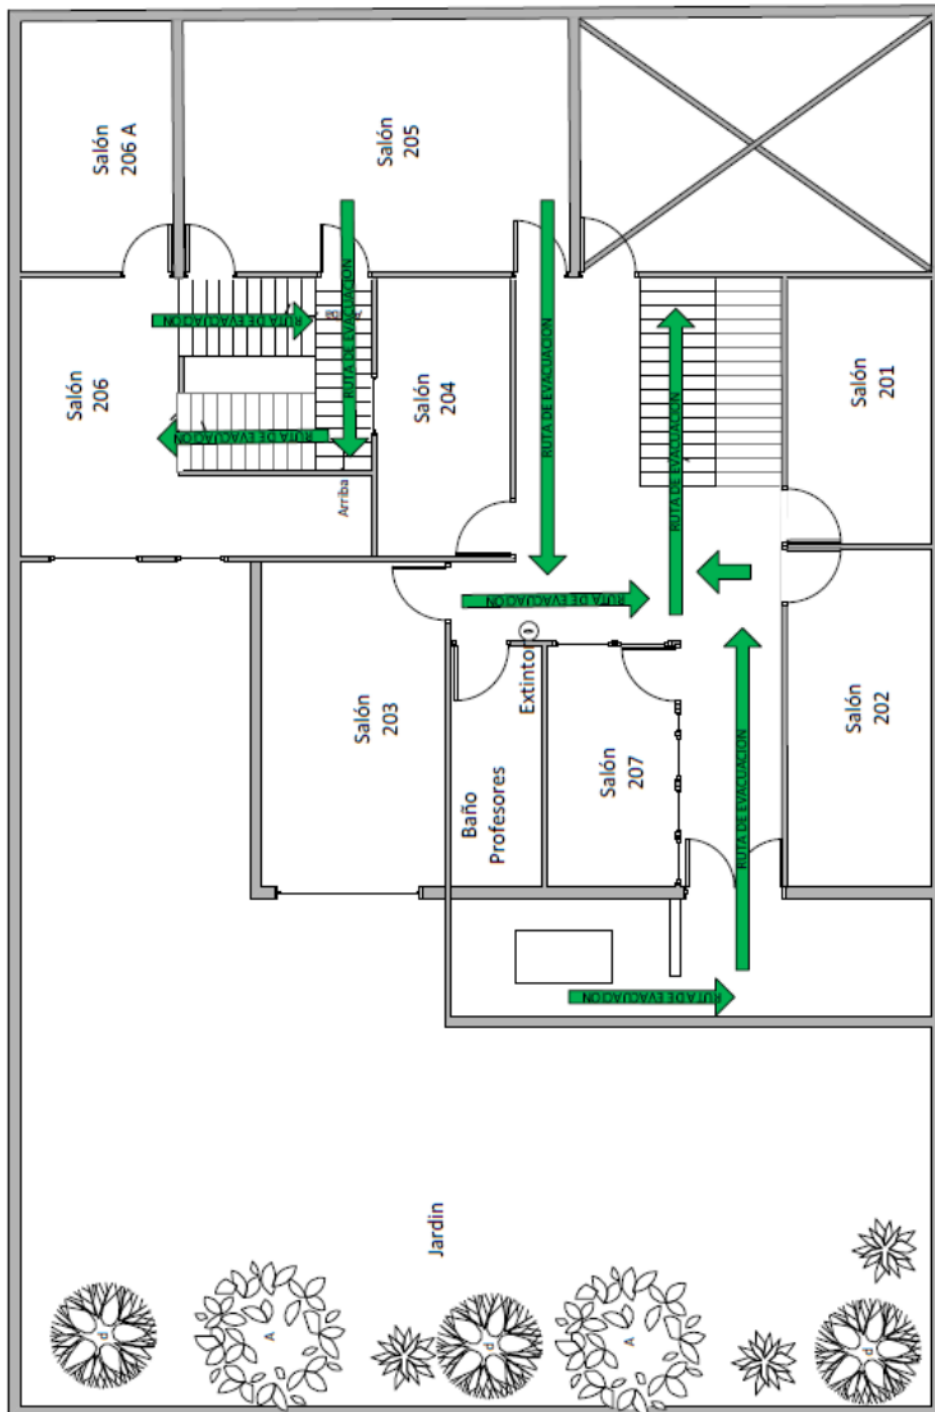 Salón
206 A
Salón
205
RUTA DE EVACUACION
RUTA DE EVACUACION
RUTA DE EVACUACION
Salón
206
Salón
204
RUTA DE EVACUACION
RUTA DE EVACUACION
Salón
201
Arriba
RUTA DE EVACUACION
Extintor
Salón
203
Baño
Profesores
Salón
207
RUTA DE EVACUACION
Salón
202
RUTA DE EVACUACION
Jardin
d
A
d
A
d